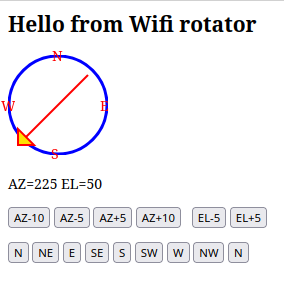 Hello from Wifi rotator
N
W E
S
AZ=225 EL=50
AZ-10 AZ-5 AZ+5 AZ+10 EL-5 EL+5
N NE E SE S SW W NW N